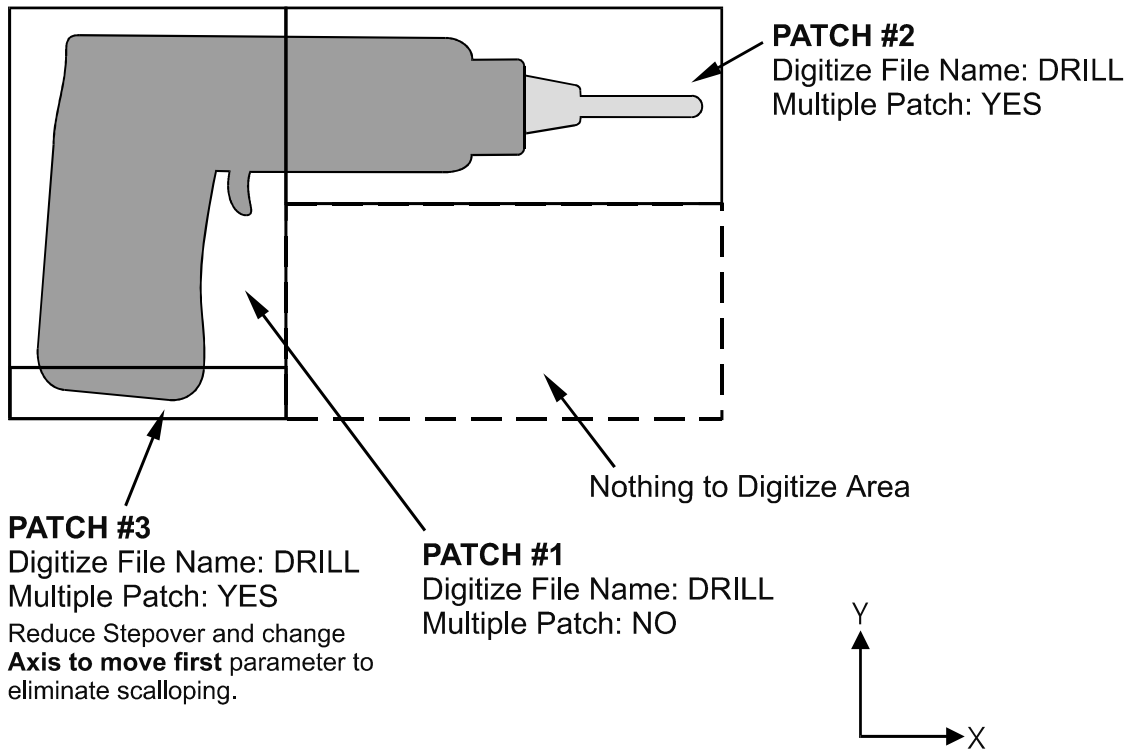 PATCH #2
Digitize File Name: DRILL
Multiple Patch: YES
Nothing to Digitize Area
PATCH #3
Digitize File Name: DRILL
Multiple Patch: YES
Reduce Stepover and change
Axis to move first parameter to
eliminate scalloping.
PATCH #1
Digitize File Name: DRILL
Multiple Patch: NO
Y
X